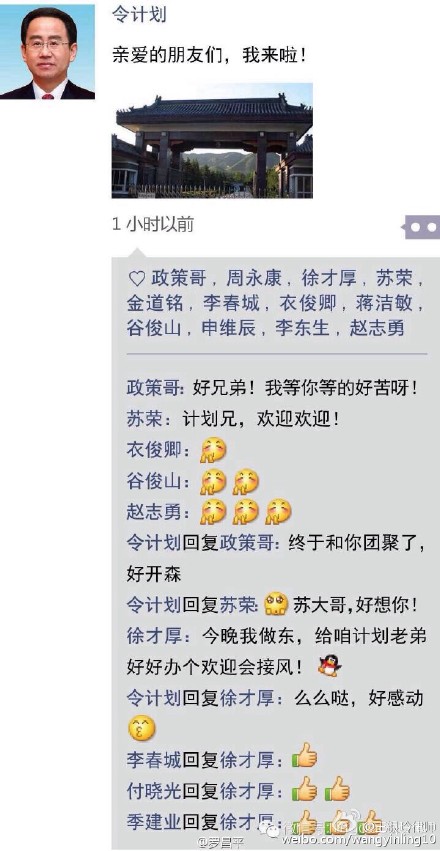 令计划
亲爱的朋友们，我来啦！
1 小时以前
政策哥，周永康，徐才厚，苏荣，
金道铭，李春城，衣俊卿，蒋洁敏，
谷俊山，申维辰，李东生，赵志勇
政策哥：好兄弟！我等你等的好苦呀！
苏荣：计划兄，欢迎欢迎！
衣俊卿：
谷俊山：
赵志勇：
令计划回复政策哥：终于和你团聚了，
好开森
令计划回复苏荣：苏大哥，好想你！
徐才厚：今晚我做东，给咱计划老弟
好好办个欢迎会接风！
令计划回复徐才厚：么么哒，好感动
李春城回复徐才厚：
付晓光回复徐才厚：
季建业回复徐才厚：
@罗昌平
weibo.com/wangyinling10